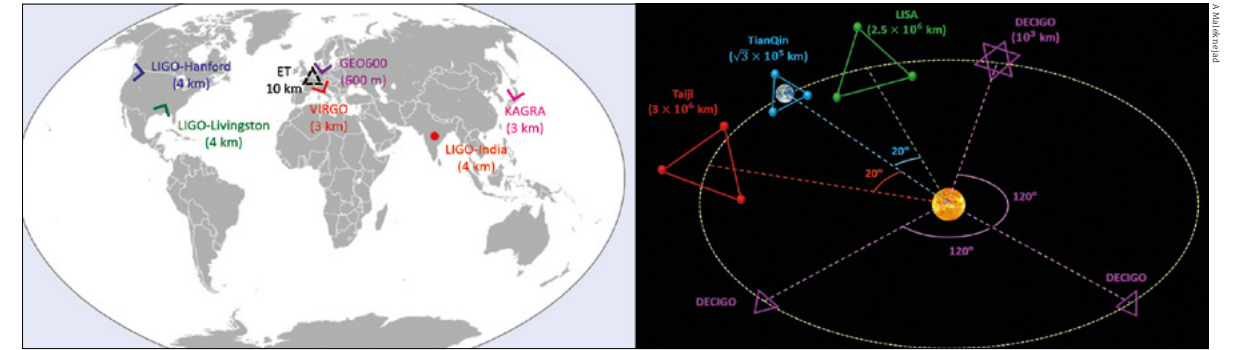 LIGO-Hanford
(4 km)
LIGO-Livingston
(4 km)
ET
10 km
GEO600
(600 m)
VIRGO
(3 km)
KAGRA
(3 km)
LIGO-India
(4 km)
LISA
(2.5 × 10⁶ km)
DECIGO
(10³ km)
TianQin
(√3 × 10⁵ km)
Taiji
(3 × 10⁶ km)
20°
20°
120°
120°
DECIGO
DECIGO
A Maleknejad